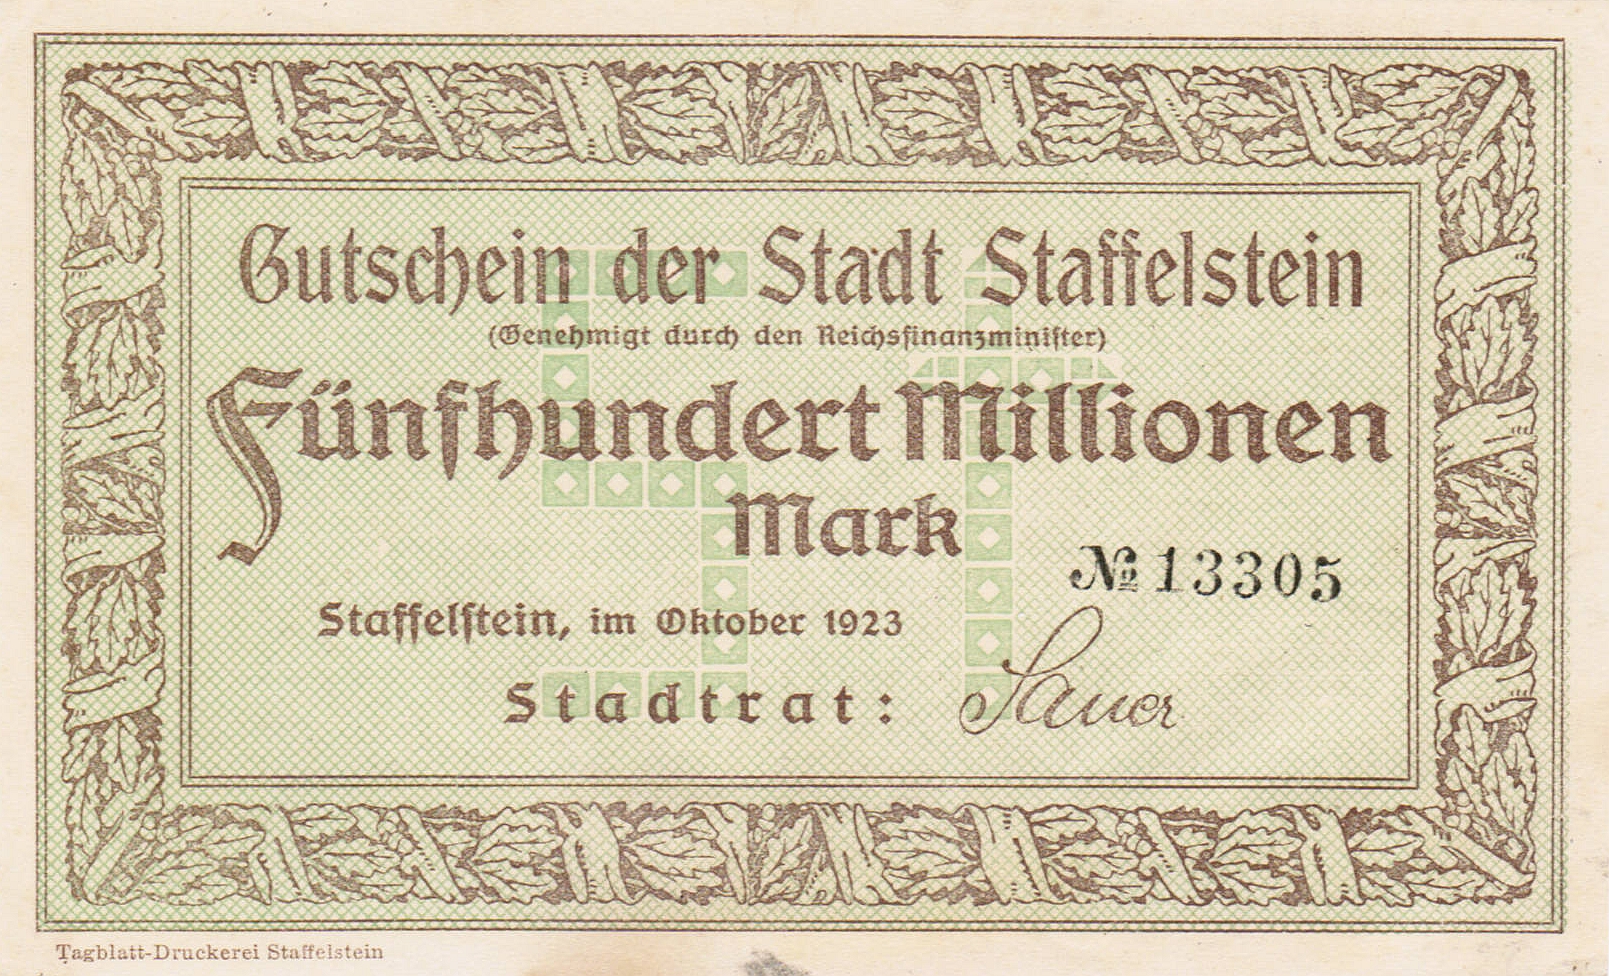 Gutschein der Stadt Staffelstein
(Genehmigt durch den Reichsfinanzminister)
Fünfhundert Millionen
Mark
№ 13305
Staffelstein, im Oktober 1923
Stadtrat: Sauer
Tagblatt-Druckerei Staffelstein